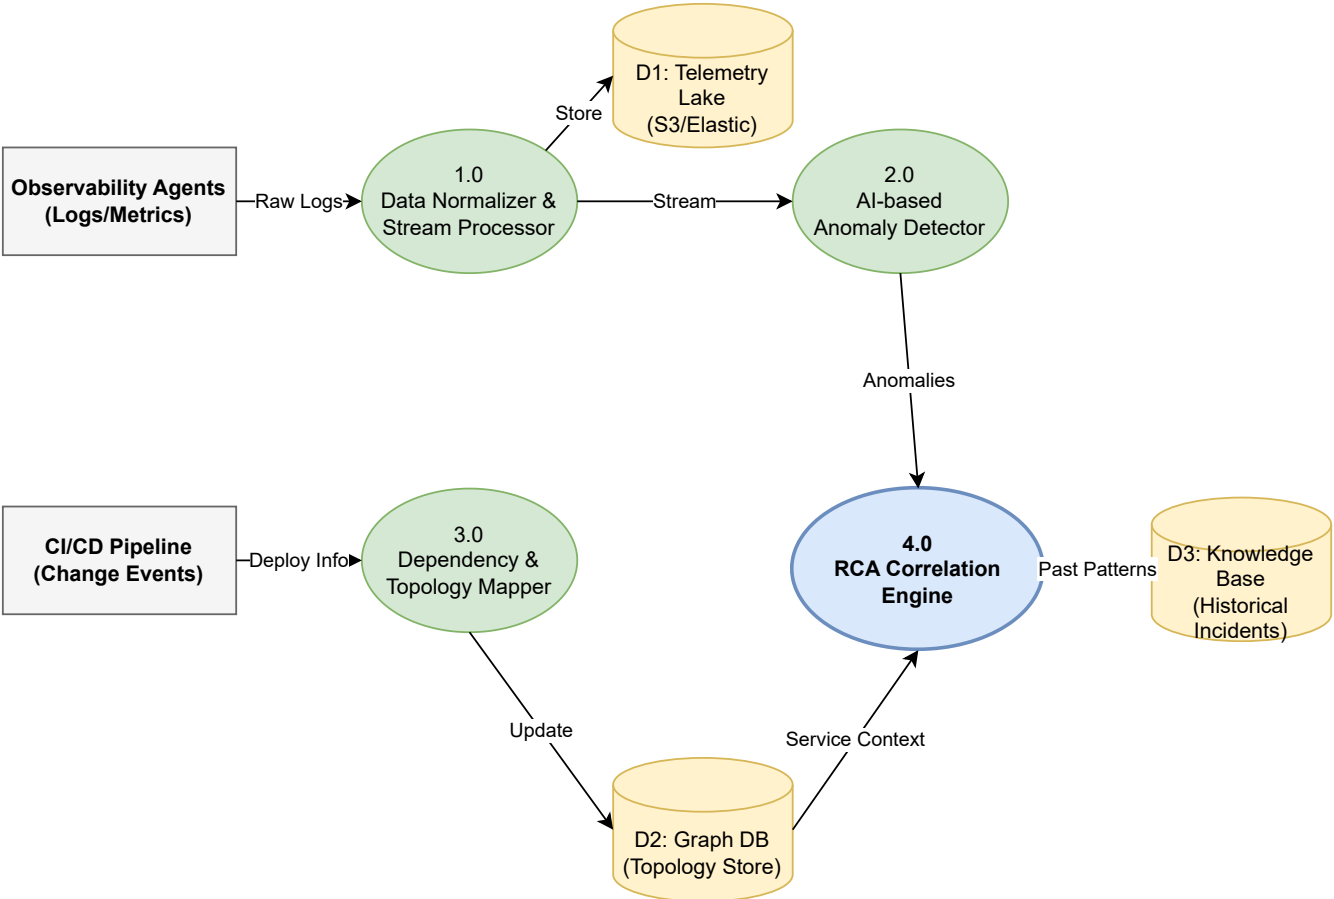 D1: Telemetry
Lake
(S3/Elastic)
Store
Observability Agents
(Logs/Metrics)
Raw Logs
1.0
Data Normalizer &
Stream Processor
Stream
2.0
AI-based
Anomaly Detector
Anomalies
CI/CD Pipeline
(Change Events)
Deploy Info
3.0
Dependency &
Topology Mapper
4.0
RCA Correlation
Engine
Past Patterns
D3: Knowledge
Base
(Historical
Incidents)
Update
Service Context
D2: Graph DB
(Topology Store)